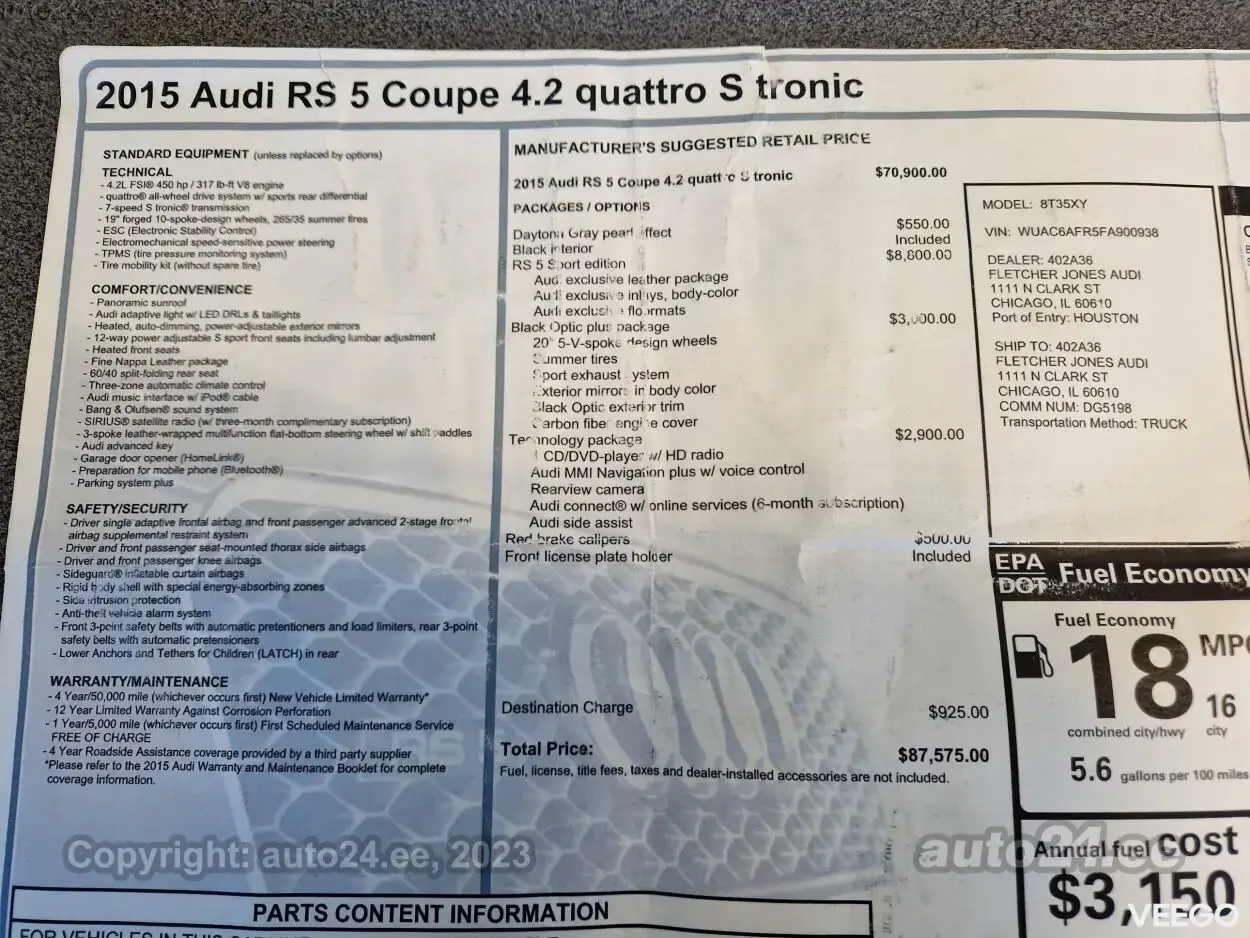 2015 Audi RS 5 Coupe 4.2 quattro S tronic
STANDARD EQUIPMENT (unless replaced by options)
TECHNICAL
- 4.2L FSI® 450 hp / 317 lb-ft V8 engine
- quattro® all-wheel drive system w/ sports rear differential
- 7-speed S tronic® transmission
- 19" forged 10-spoke-design wheels, 265/35 summer tires
- ESC (Electronic Stability Control)
- Electromechanical speed-sensitive power steering
- TPMS (tire pressure monitoring system)
- Tire mobility kit (without spare tire)
COMFORT/CONVENIENCE
- Panoramic sunroof
- Audi adaptive light w/ LED DRLs & taillights
- Heated, auto-dimming, power-adjustable exterior mirrors
- 12-way power adjustable S sport front seats including lumbar adjustment
- Heated front seats
- Fine Nappa Leather package
- 60/40 split-folding rear seat
- Three-zone automatic climate control
- Audi music interface w/ iPod® cable
- Bang & Olufsen® sound system
- SIRIUS® satellite radio (w/ three-month complimentary subscription)
- 3-spoke leather-wrapped multifunction flat-bottom steering wheel w/ shift paddles
- Audi advanced key
- Garage door opener (HomeLink®)
- Preparation for mobile phone (Bluetooth®)
- Parking system plus
SAFETY/SECURITY
- Driver single adaptive frontal airbag and front passenger advanced 2-stage frontal
airbag supplemental restraint system
- Driver and front passenger seat-mounted thorax side airbags
- Driver and front passenger knee airbags
- Sideguard® inflatable curtain airbags
- Rigid body shell with special energy-absorbing zones
- Side intrusion protection
- Anti-theft vehicle alarm system
- Front 3-point safety belts with automatic pretentioners and load limiters, rear 3-point
safety belts with automatic pretensioners
- Lower Anchors and Tethers for Children (LATCH) in rear
WARRANTY/MAINTENANCE
- 4 Year/50,000 mile (whichever occurs first) New Vehicle Limited Warranty*
- 12 Year Limited Warranty Against Corrosion Perforation
- 1 Year/5,000 mile (whichever occurs first) First Scheduled Maintenance Service
FREE OF CHARGE
- 4 Year Roadside Assistance coverage provided by a third party supplier
*Please refer to the 2015 Audi Warranty and Maintenance Booklet for complete
coverage information.
MANUFACTURER'S SUGGESTED RETAIL PRICE
2015 Audi RS 5 Coupe 4.2 quattro S tronic $70,900.00
PACKAGES / OPTIONS
Daytona Gray pearl effect $550.00
Black interior Included
RS 5 Sport edition $8,600.00
Audi exclusive leather package
Audi exclusive inlays, body-color
Audi exclusive floormats
Black Optic plus package $3,000.00
20" 5-V-spoke design wheels
Summer tires
Sport exhaust system
Exterior mirrors in body color
Black Optic exterior trim
Carbon fiber engine cover
Technology package $2,900.00
1 CD/DVD-player w/ HD radio
Audi MMI Navigation plus w/ voice control
Rearview camera
Audi connect® w/ online services (6-month subscription)
Audi side assist
Red brake calipers $500.00
Front license plate holder Included
Destination Charge $925.00
Total Price: $87,575.00
Fuel, license, title fees, taxes and dealer-installed accessories are not included.
MODEL: 8T35XY
VIN: WUAC6AFR5FA900938
DEALER: 402A36
FLETCHER JONES AUDI
1111 N CLARK ST
CHICAGO, IL 60610
Port of Entry: HOUSTON
SHIP TO: 402A36
FLETCHER JONES AUDI
1111 N CLARK ST
CHICAGO, IL 60610
COMM NUM: DG5198
Transportation Method: TRUCK
EPA
DOT Fuel Economy
Fuel Economy
18 MPG
16
combined city/hwy city
5.6 gallons per 100 miles
Annual fuel cost
$3,150
Copyright: auto24.ee, 2023
auto24.ee
VEEGO
PARTS CONTENT INFORMATION